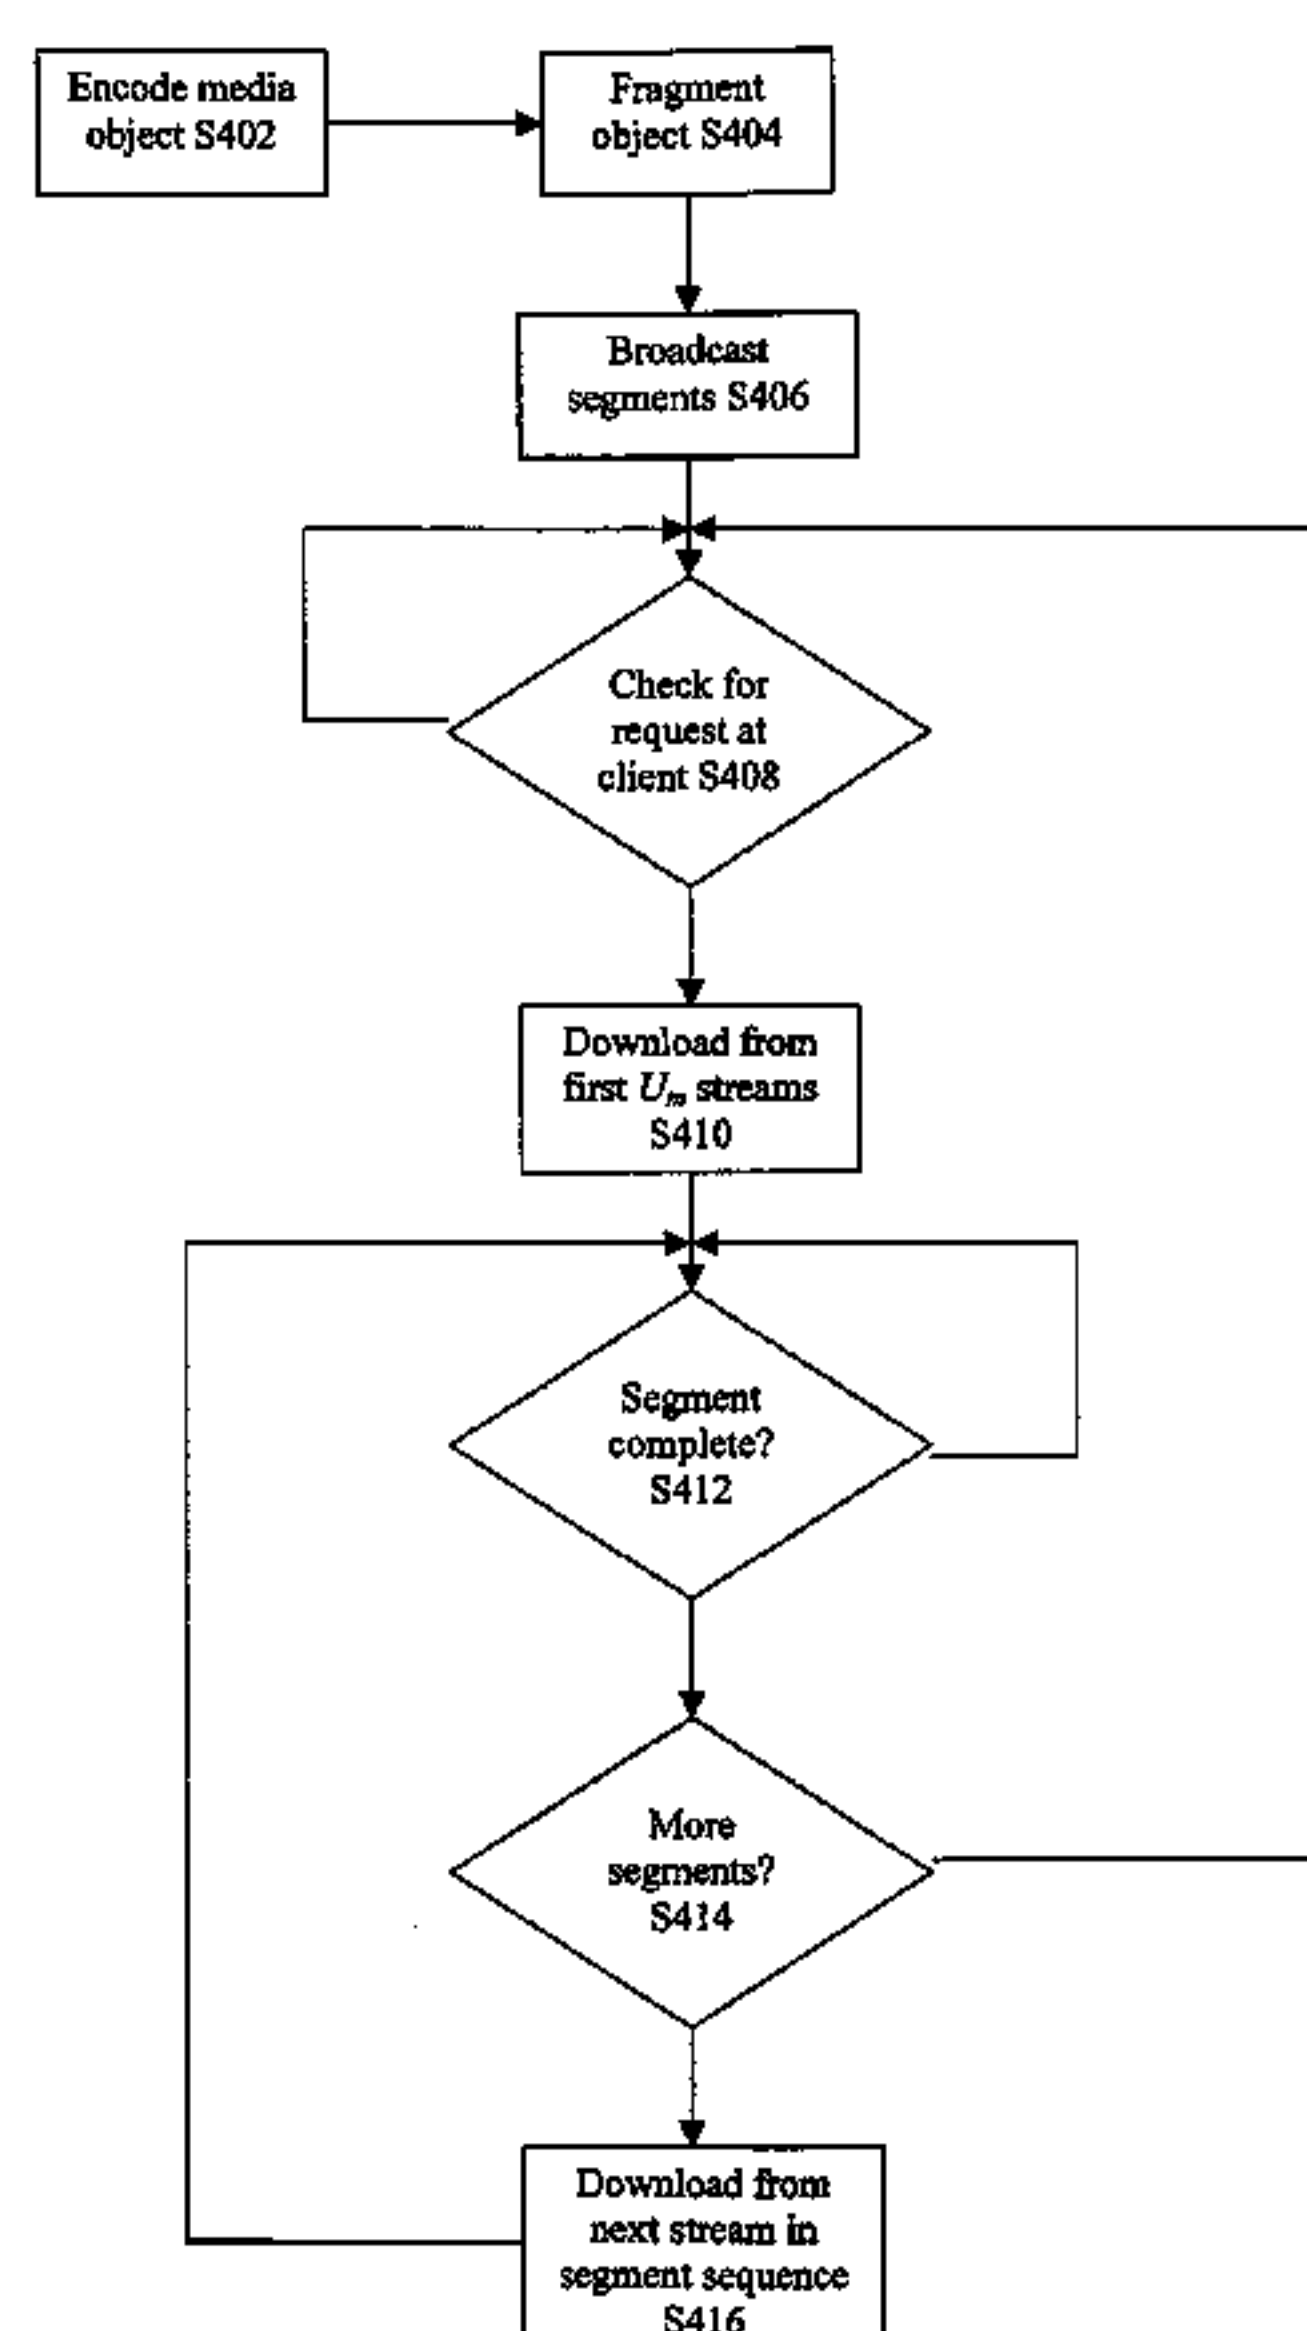 Encode media
object S402
Fragment
object S404
Broadcast
segments S406
Check for
request at
client S408
Download from
first Uₘ streams
S410
Segment
complete?
S412
More
segments?
S414
Download from
next stream in
segment sequence
S416